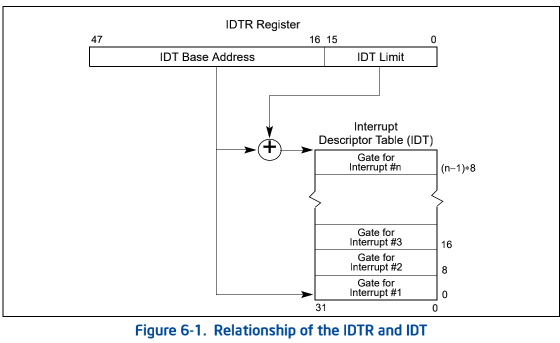 IDTR Register
47 16 15 0
IDT Base Address IDT Limit
+
Interrupt
Descriptor Table (IDT)
Gate for
Interrupt #n
(n−1)∗8
Gate for
Interrupt #3
16
Gate for
Interrupt #2
8
Gate for
Interrupt #1
0
31 0
Figure 6-1. Relationship of the IDTR and IDT